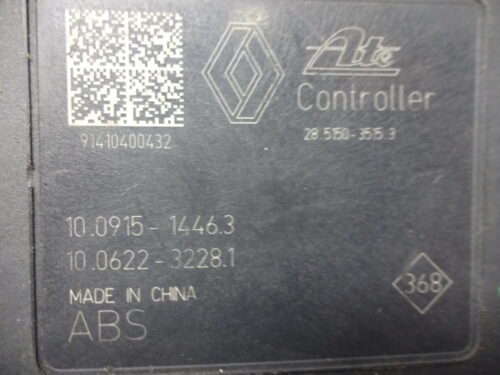 Ate
Controller
28.5150-3515.3
91410400432
10.0915-1446.3
10.0622-3228.1
MADE IN CHINA
368
ABS